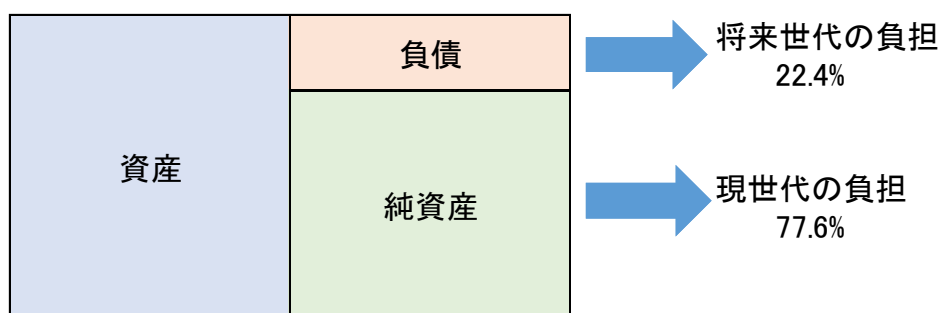 資産
負債
純資産
将来世代の負担
22.4%
現世代の負担
77.6%